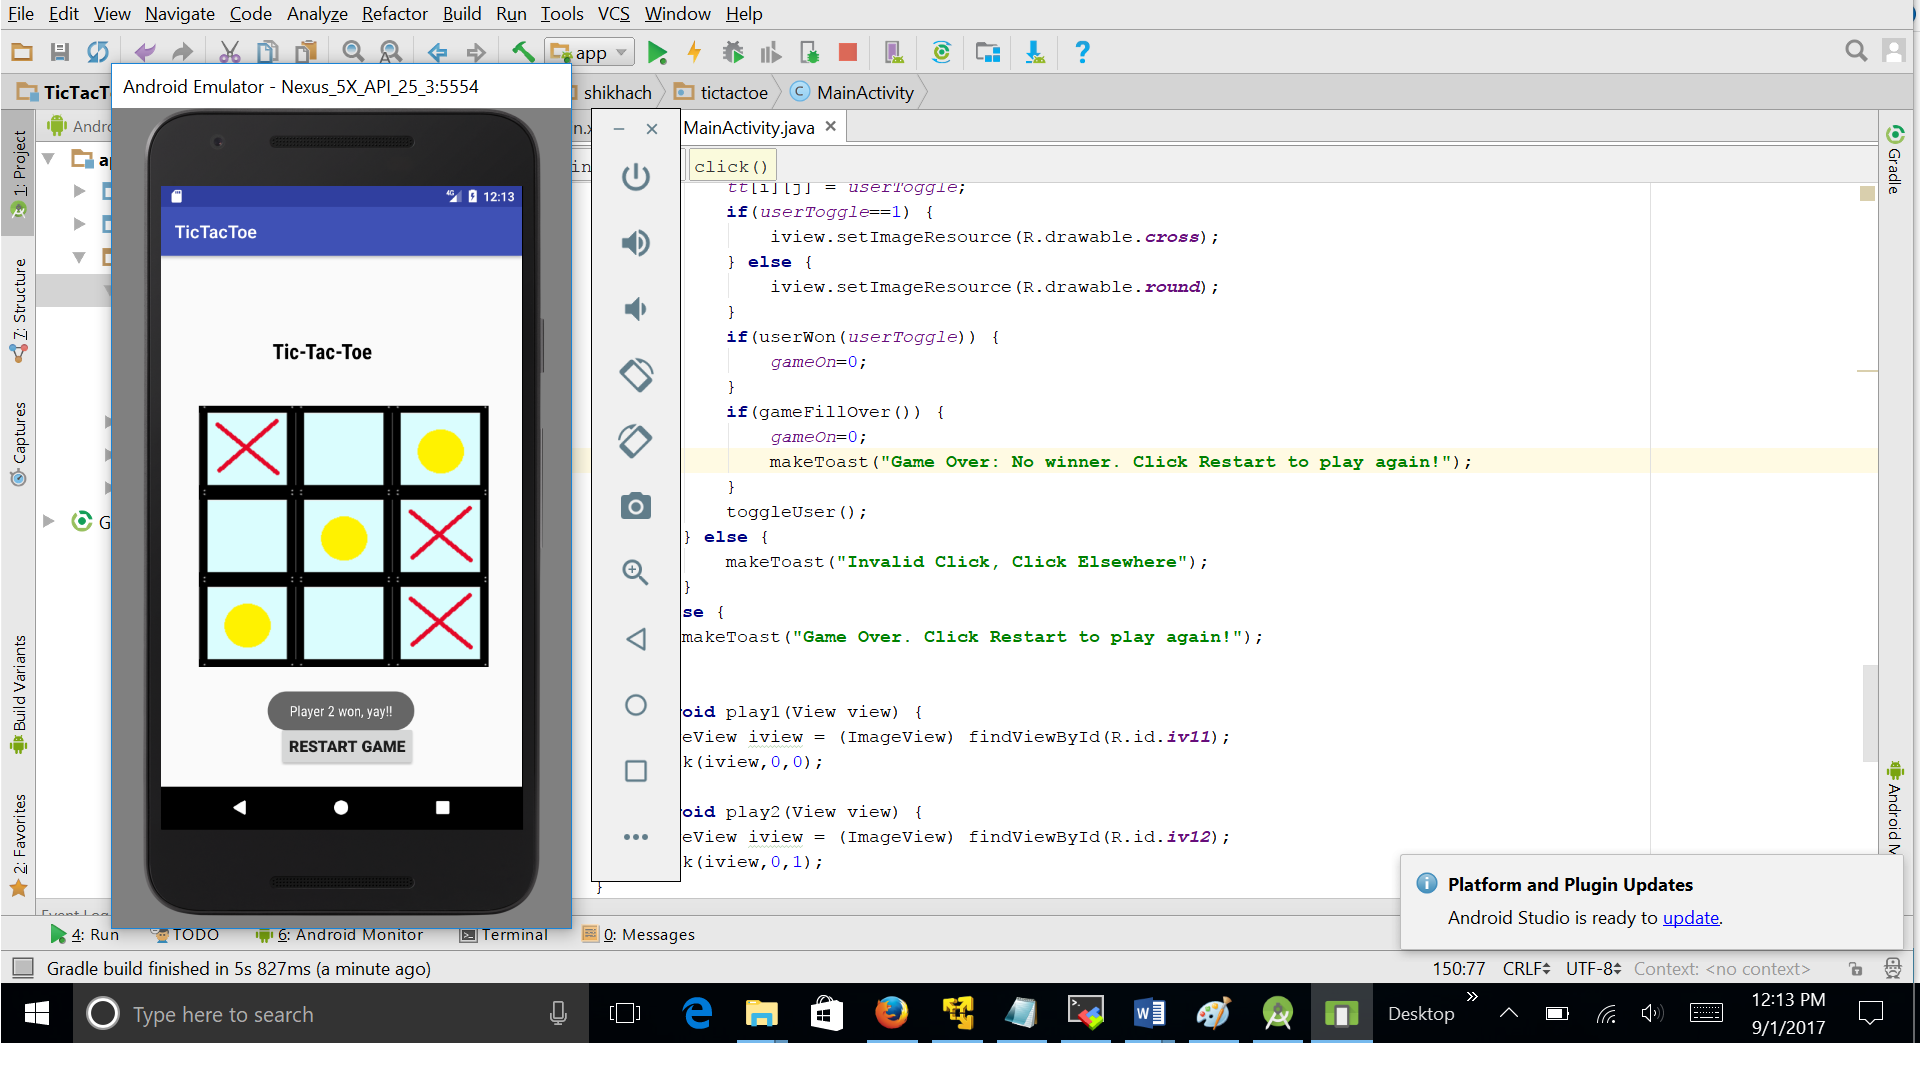 File Edit View Navigate Code Analyze Refactor Build Run Tools VCS Window Help
app
Android Emulator - Nexus_5X_API_25_3:5554
shikhach
tictactoe
MainActivity
1: Project
7: Structure
Captures
Build Variants
2: Favorites
MainActivity.java
click()
Gradle
12:13
TicTacToe
Tic-Tac-Toe
Player 2 won, yay!!
RESTART GAME
tt[i][j] = userToggle;
if(userToggle==1) {
iview.setImageResource(R.drawable.cross);
} else {
iview.setImageResource(R.drawable.round);
}
if(userWon(userToggle)) {
gameOn=0;
}
if(gameFillOver()) {
gameOn=0;
makeToast("Game Over: No winner. Click Restart to play again!");
}
toggleUser();
} else {
makeToast("Invalid Click, Click Elsewhere");
}
se {
makeToast("Game Over. Click Restart to play again!");
oid play1(View view) {
eView iview = (ImageView) findViewById(R.id.iv11);
k(iview,0,0);
oid play2(View view) {
eView iview = (ImageView) findViewById(R.id.iv12);
k(iview,0,1);
}
Android M
Platform and Plugin Updates
Android Studio is ready to update.
4: Run TODO 6: Android Monitor Terminal 0: Messages
Gradle build finished in 5s 827ms (a minute ago)
150:77 CRLF UTF-8 Context: <no context>
Type here to search
Desktop
12:13 PM
9/1/2017